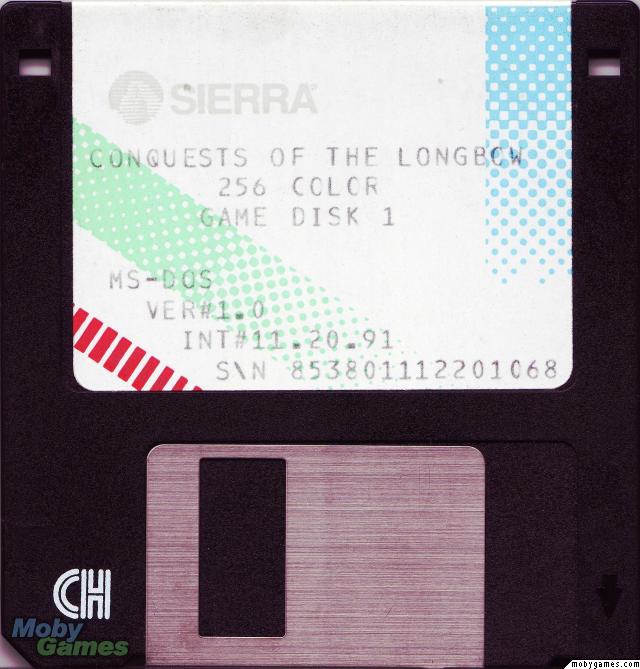 SIERRA
CONQUESTS OF THE LONGBOW
256 COLOR
GAME DISK 1
MS-DOS
VER#1.0
INT#11.20.91
S\N 853801112201068
CH
Moby
Games
mobygames.com